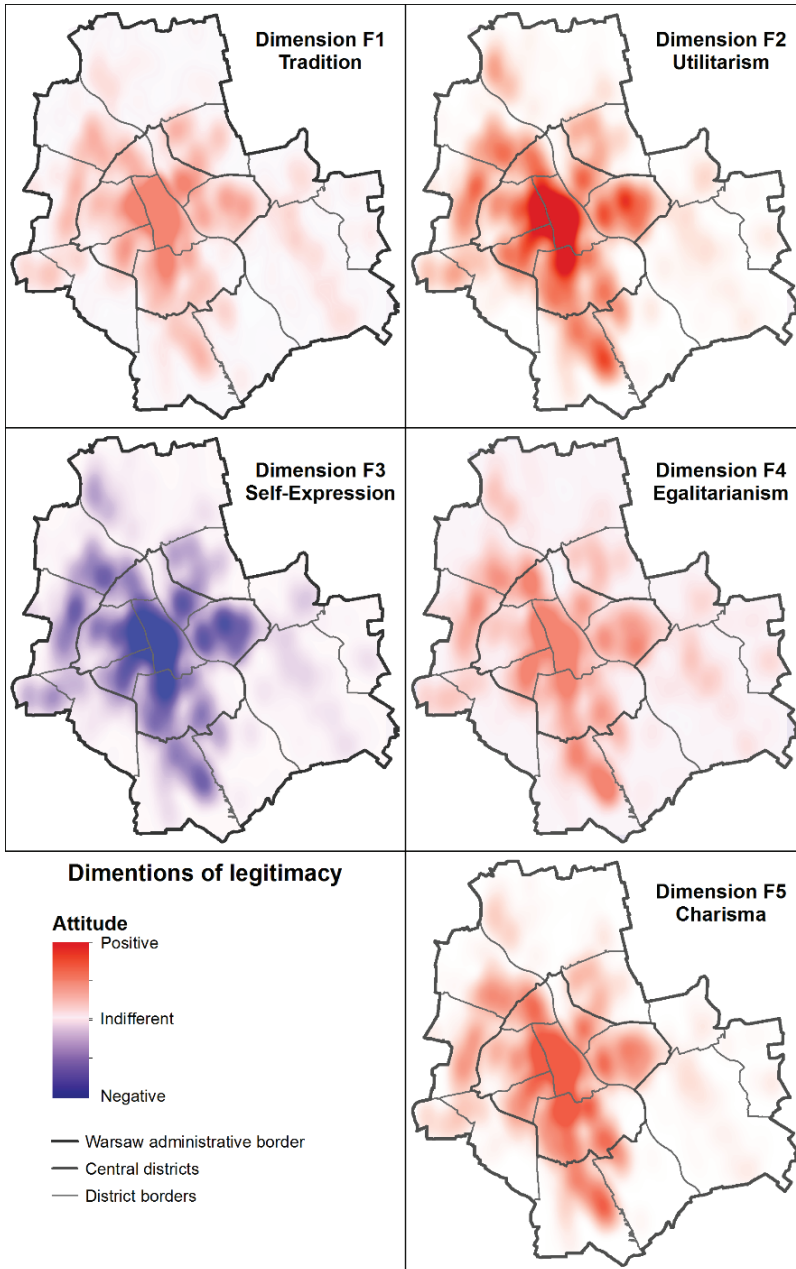 Dimension F1
Tradition
Dimension F2
Utilitarism
Dimension F3
Self-Expression
Dimension F4
Egalitarianism
Dimentions of legitimacy
Attitude
Positive
Indifferent
Negative
Warsaw administrative border
Central districts
District borders
Dimension F5
Charisma